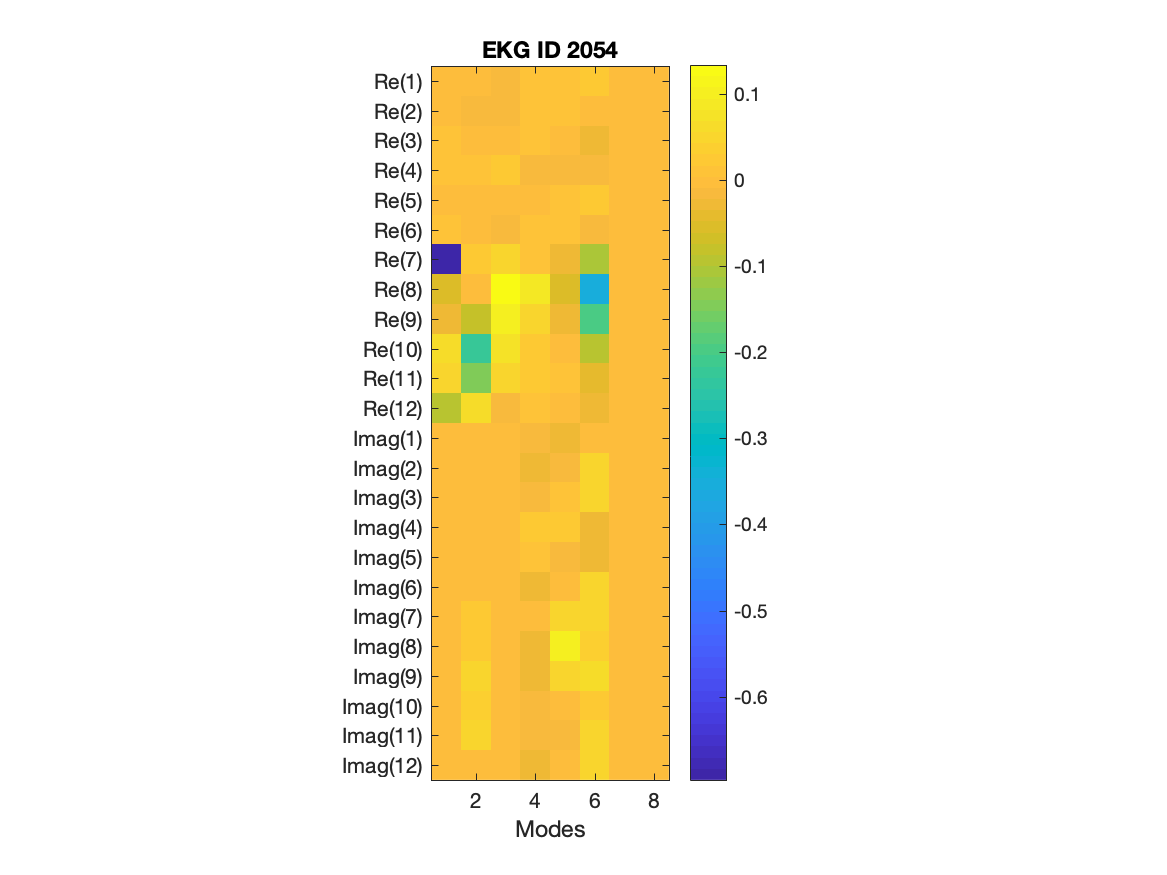 EKG ID 2054
Re(1)
Re(2)
Re(3)
Re(4)
Re(5)
Re(6)
Re(7)
Re(8)
Re(9)
Re(10)
Re(11)
Re(12)
Imag(1)
Imag(2)
Imag(3)
Imag(4)
Imag(5)
Imag(6)
Imag(7)
Imag(8)
Imag(9)
Imag(10)
Imag(11)
Imag(12)
2 4 6 8
Modes
0.1
0
-0.1
-0.2
-0.3
-0.4
-0.5
-0.6